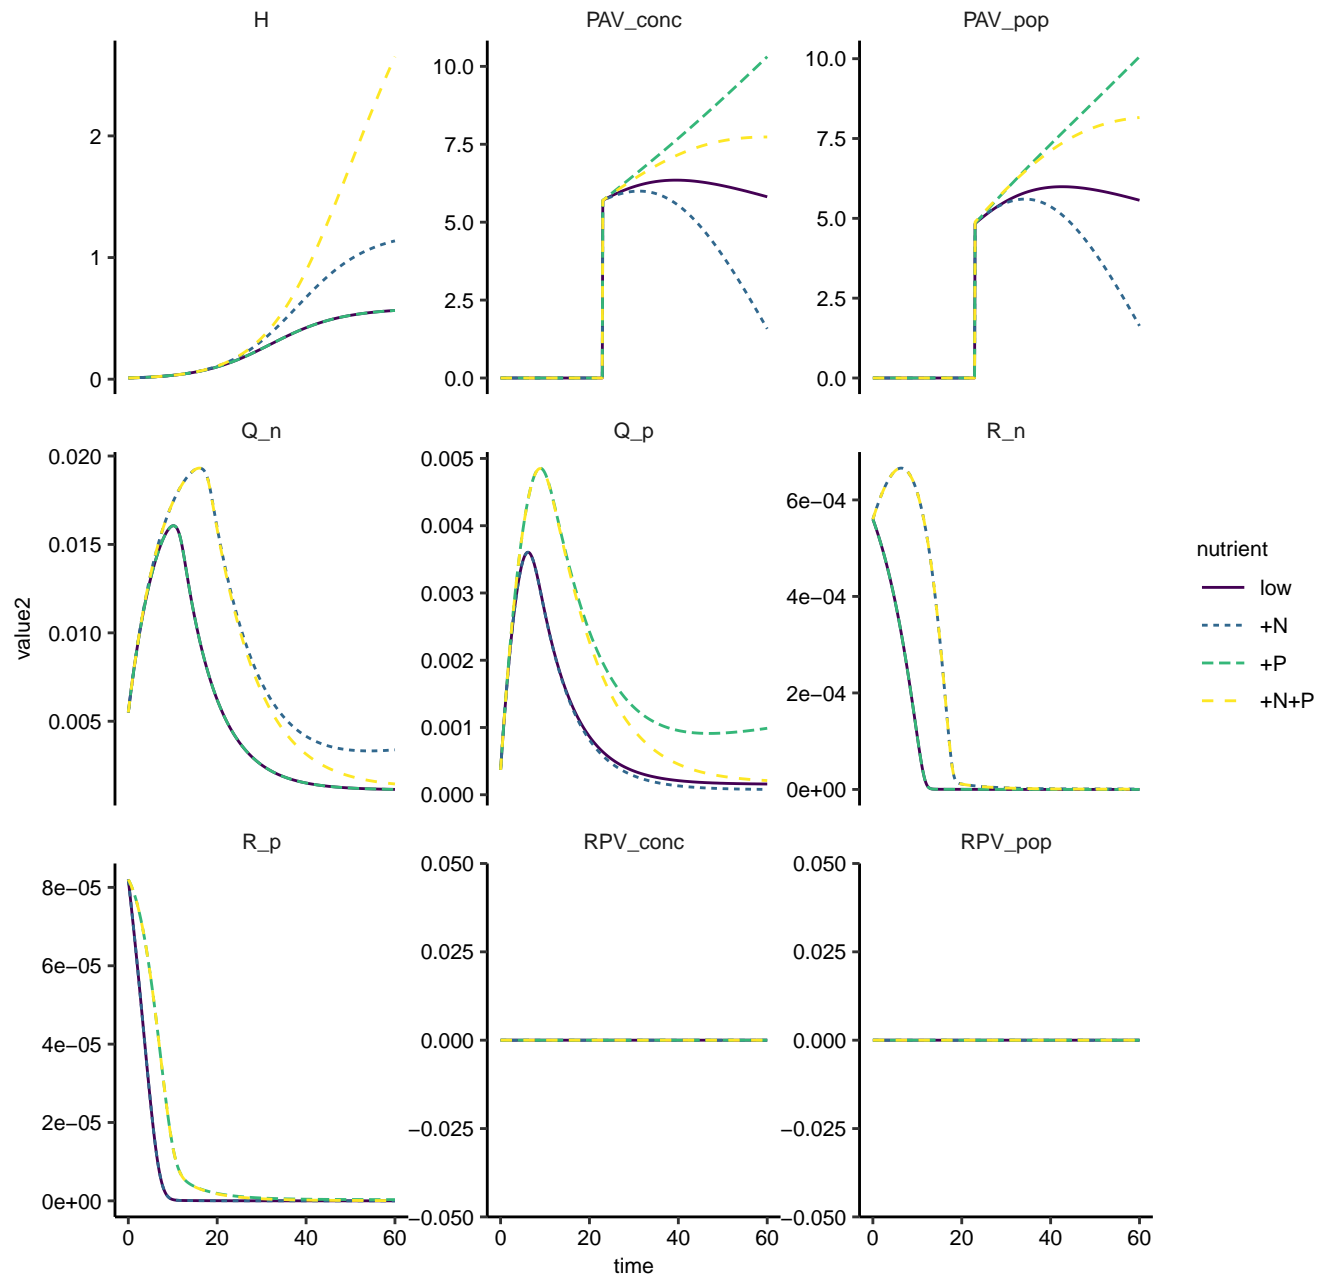 H PAV_conc PAV_pop
2
1
0
10.0
7.5
5.0
2.5
0.0
10.0
7.5
5.0
2.5
0.0
Q_n Q_p R_n
0.020
0.015
0.010
0.005
0.005
0.004
0.003
0.002
0.001
0.000
6e−04
4e−04
2e−04
0e+00
value2
nutrient
low
+N
+P
+N+P
R_p RPV_conc RPV_pop
8e−05
6e−05
4e−05
2e−05
0e+00
0.050
0.025
0.000
−0.025
−0.050
0.050
0.025
0.000
−0.025
−0.050
0 20 40 60 0 20 40 60 0 20 40 60
time